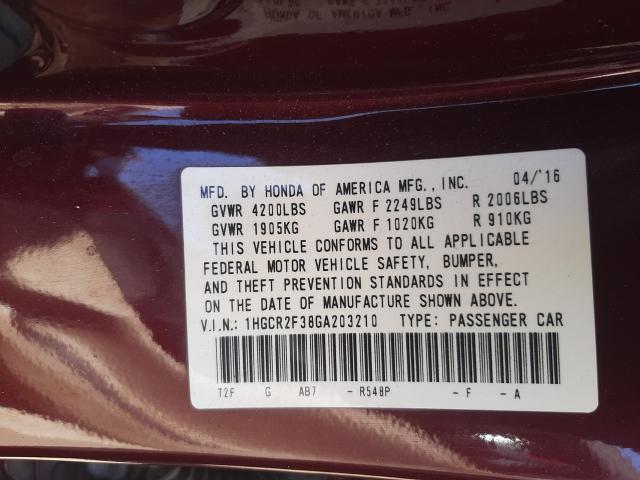 MFD. BY HONDA OF AMERICA MFG., INC. 04/'16
GVWR 4200LBS GAWR F 2249LBS R 2006LBS
GVWR 1905KG GAWR F 1020KG R 910KG
THIS VEHICLE CONFORMS TO ALL APPLICABLE
FEDERAL MOTOR VEHICLE SAFETY, BUMPER,
AND THEFT PREVENTION STANDARDS IN EFFECT
ON THE DATE OF MANUFACTURE SHOWN ABOVE.
V.I.N.: 1HGCR2F38GA203210 TYPE: PASSENGER CAR
T2F G AB7 - R548P - F - A